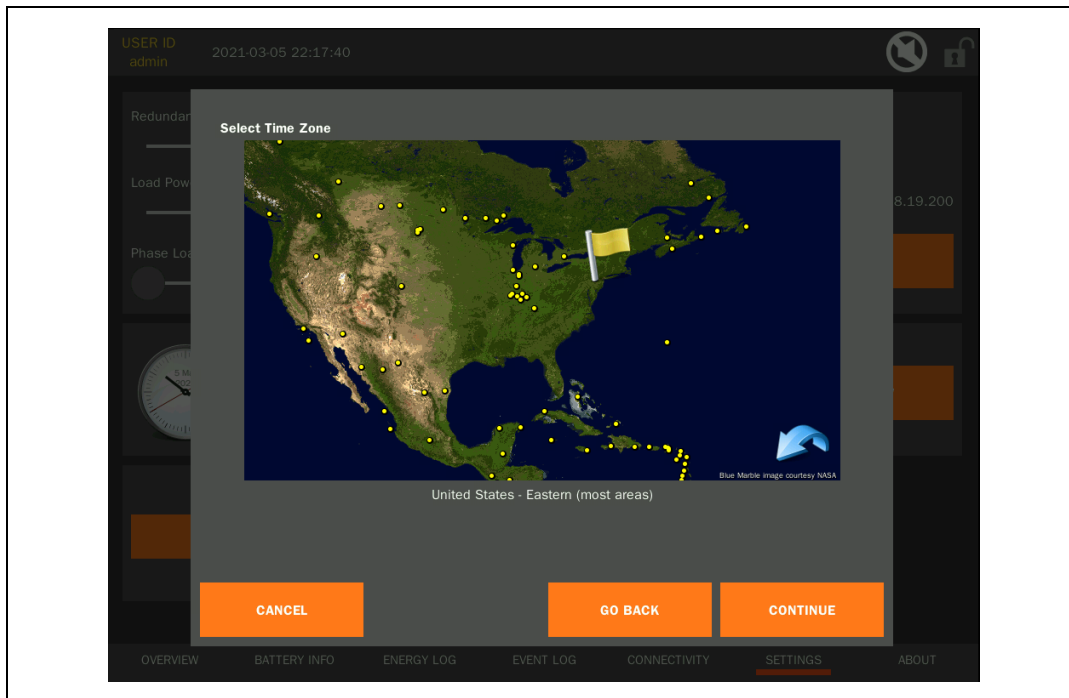 USER ID
admin
2021-03-05 22:17:40
Redundan
Select Time Zone
Load Pow
8.19.200
Phase Loa
Blue Marble image courtesy NASA
United States - Eastern (most areas)
CANCEL
GO BACK
CONTINUE
OVERVIEW
BATTERY INFO
ENERGY LOG
EVENT LOG
CONNECTIVITY
SETTINGS
ABOUT